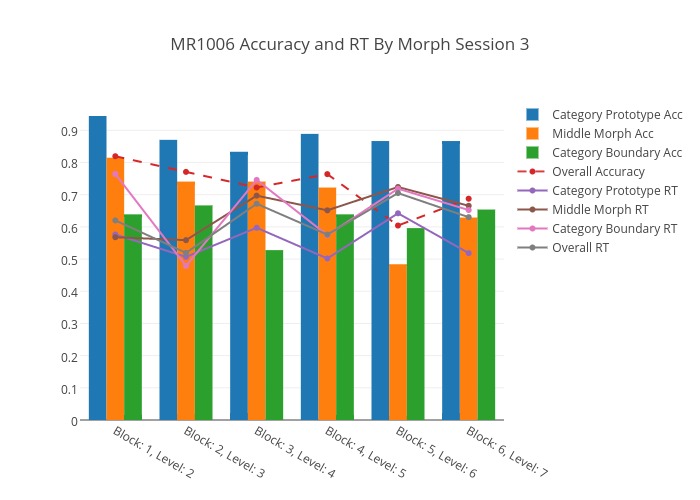 MR1006 Accuracy and RT By Morph Session 3
Category Prototype Acc
Middle Morph Acc
Category Boundary Acc
Overall Accuracy
Category Prototype RT
Middle Morph RT
Category Boundary RT
Overall RT
0.9
0.8
0.7
0.6
0.5
0.4
0.3
0.2
0.1
0
Block: 1, Level: 2
Block: 2, Level: 3
Block: 3, Level: 4
Block: 4, Level: 5
Block: 5, Level: 6
Block: 6, Level: 7